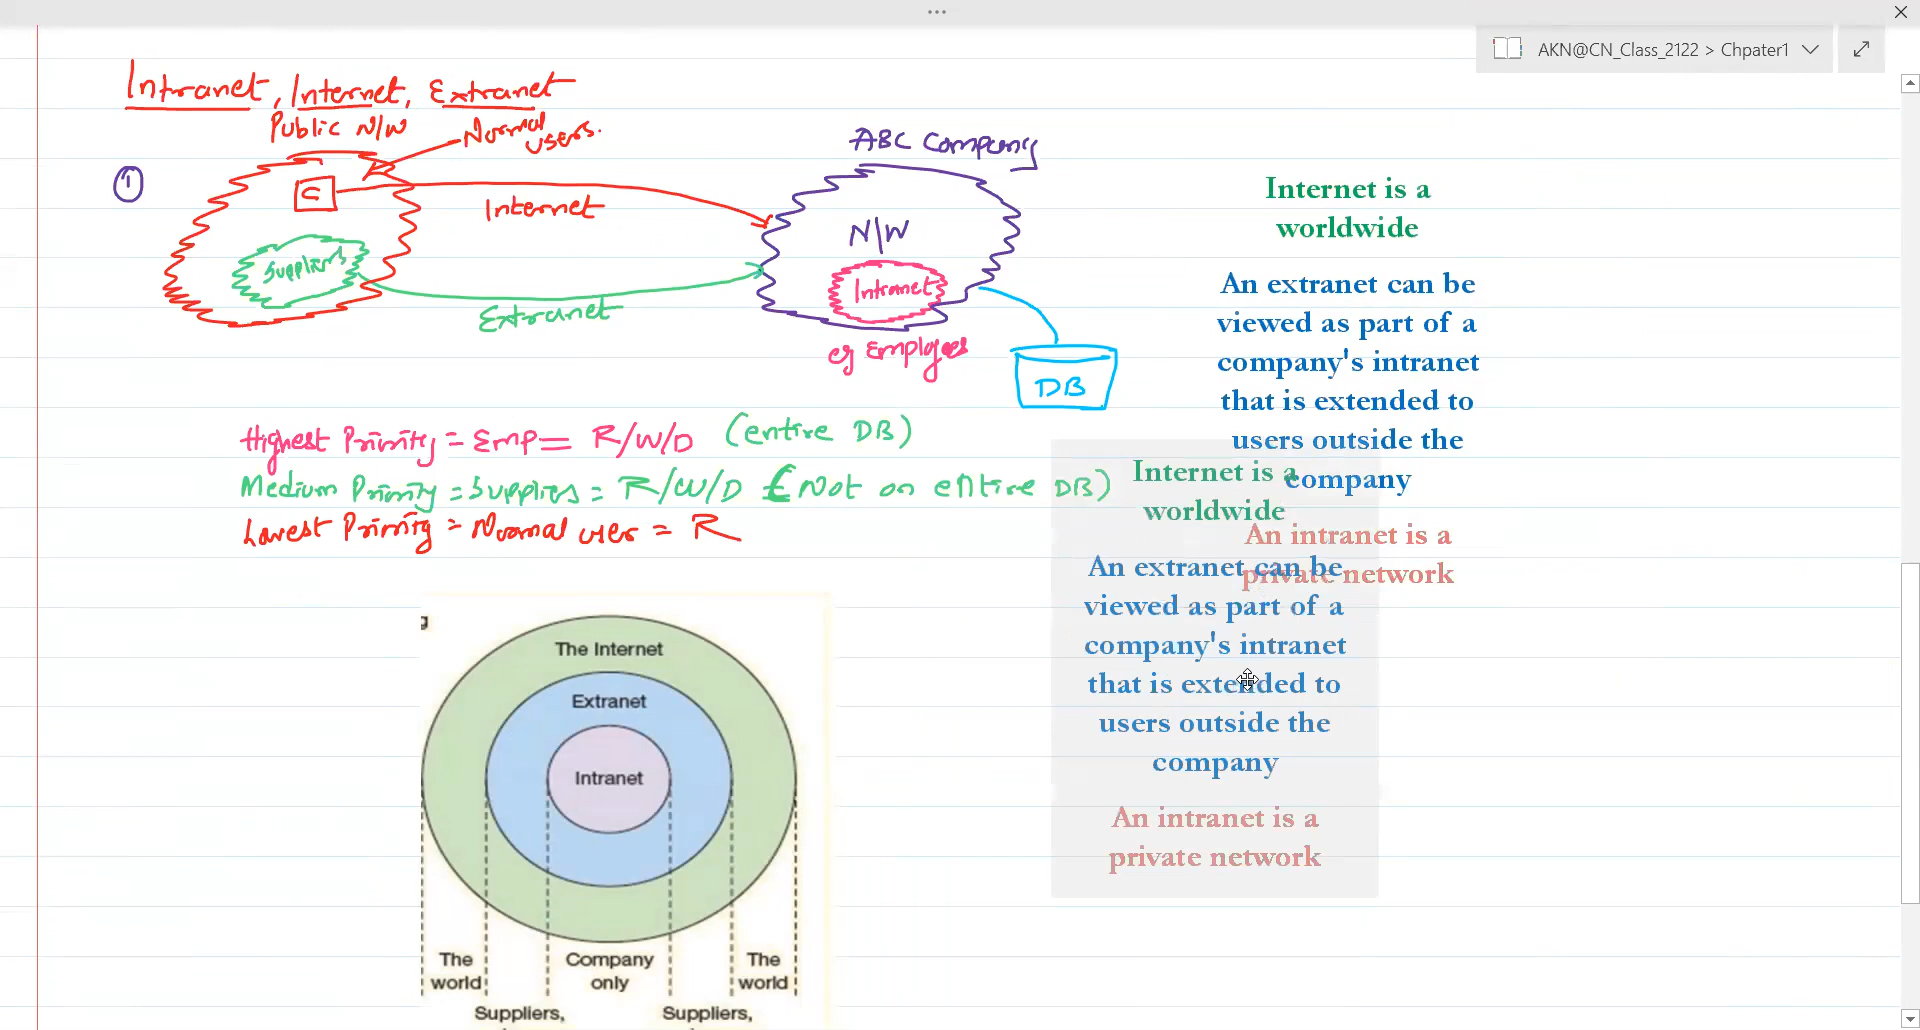 AKN@CN_Class_2122 > Chpater1
Intranet, Internet, Extranet
Public N/W
Normal users.
ABC Company
1
C
Internet
N/W
Suppliers
Extranet
Intranet
eg Employees
DB
Highest Priority = Emp = R/W/D (entire DB)
Medium Priority = Suppliers = R/W/D (Not on entire DB)
Lowest Priority = Normal user = R
Internet is a
worldwide
An extranet can be
viewed as part of a
company's intranet
that is extended to
users outside the
company
An intranet is a
private network
Internet is a
worldwide
An extranet can be
viewed as part of a
company's intranet
that is extended to
users outside the
company
An intranet is a
private network
g
The Internet
Extranet
Intranet
The
world
Company
only
The
world
Suppliers,
Suppliers,